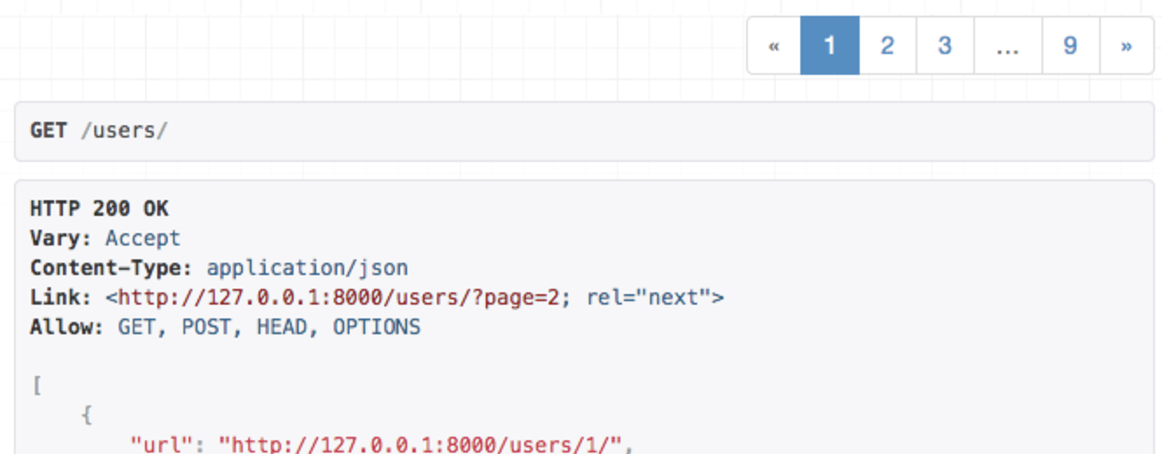 « 1 2 3 ... 9 »
GET /users/
HTTP 200 OK
Vary: Accept
Content-Type: application/json
Link: <http://127.0.0.1:8000/users/?page=2; rel="next">
Allow: GET, POST, HEAD, OPTIONS
[
{
"url": "http://127.0.0.1:8000/users/1/",